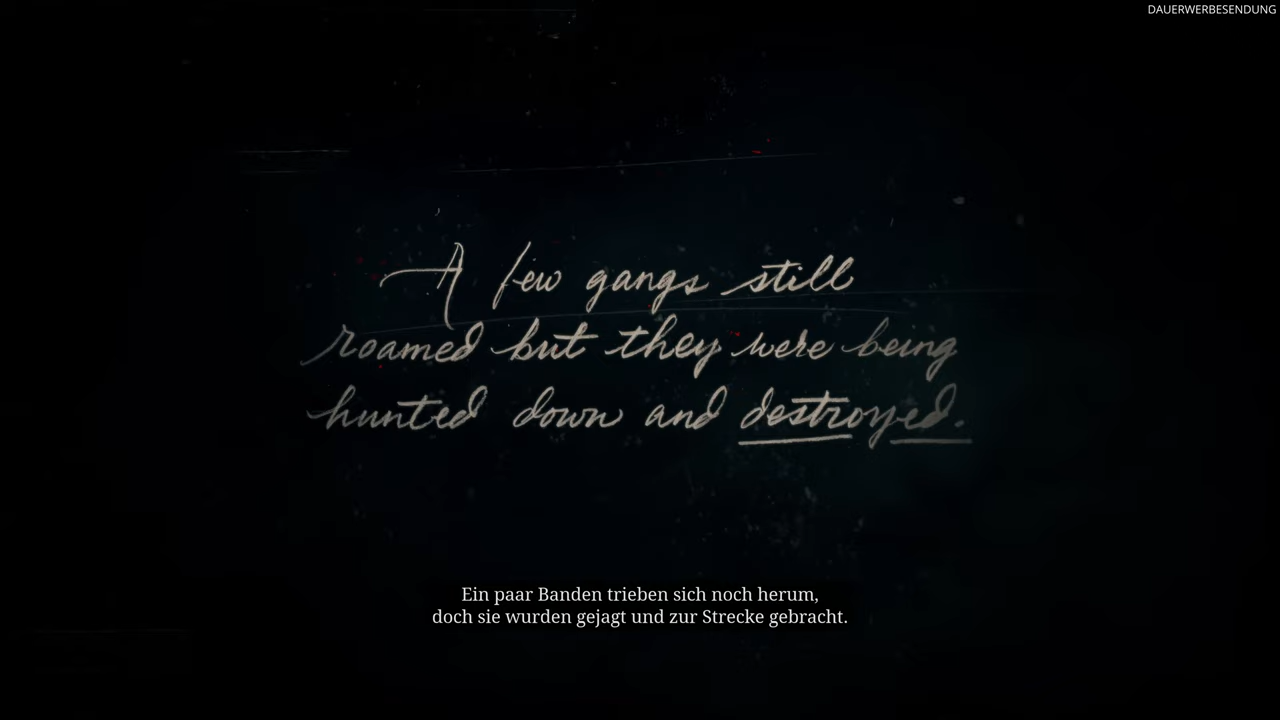 DAUERWERBESENDUNG
A few gangs still
roamed but they were being
hunted down and destroyed.
Ein paar Banden trieben sich noch herum,
doch sie wurden gejagt und zur Strecke gebracht.